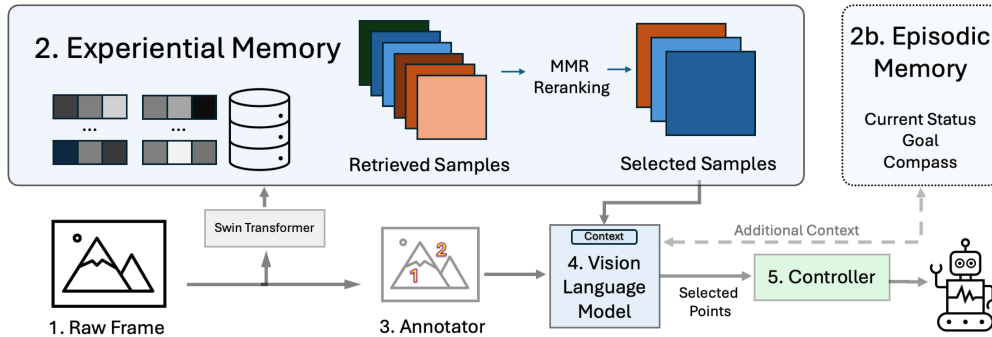 2. Experiential Memory
...
...
Retrieved Samples
MMR
Reranking
Selected Samples
2b. Episodic
Memory
Current Status
Goal
Compass
1. Raw Frame
Swin Transformer
1
2
3. Annotator
Context
4. Vision
Language
Model
Additional Context
Selected
Points
5. Controller